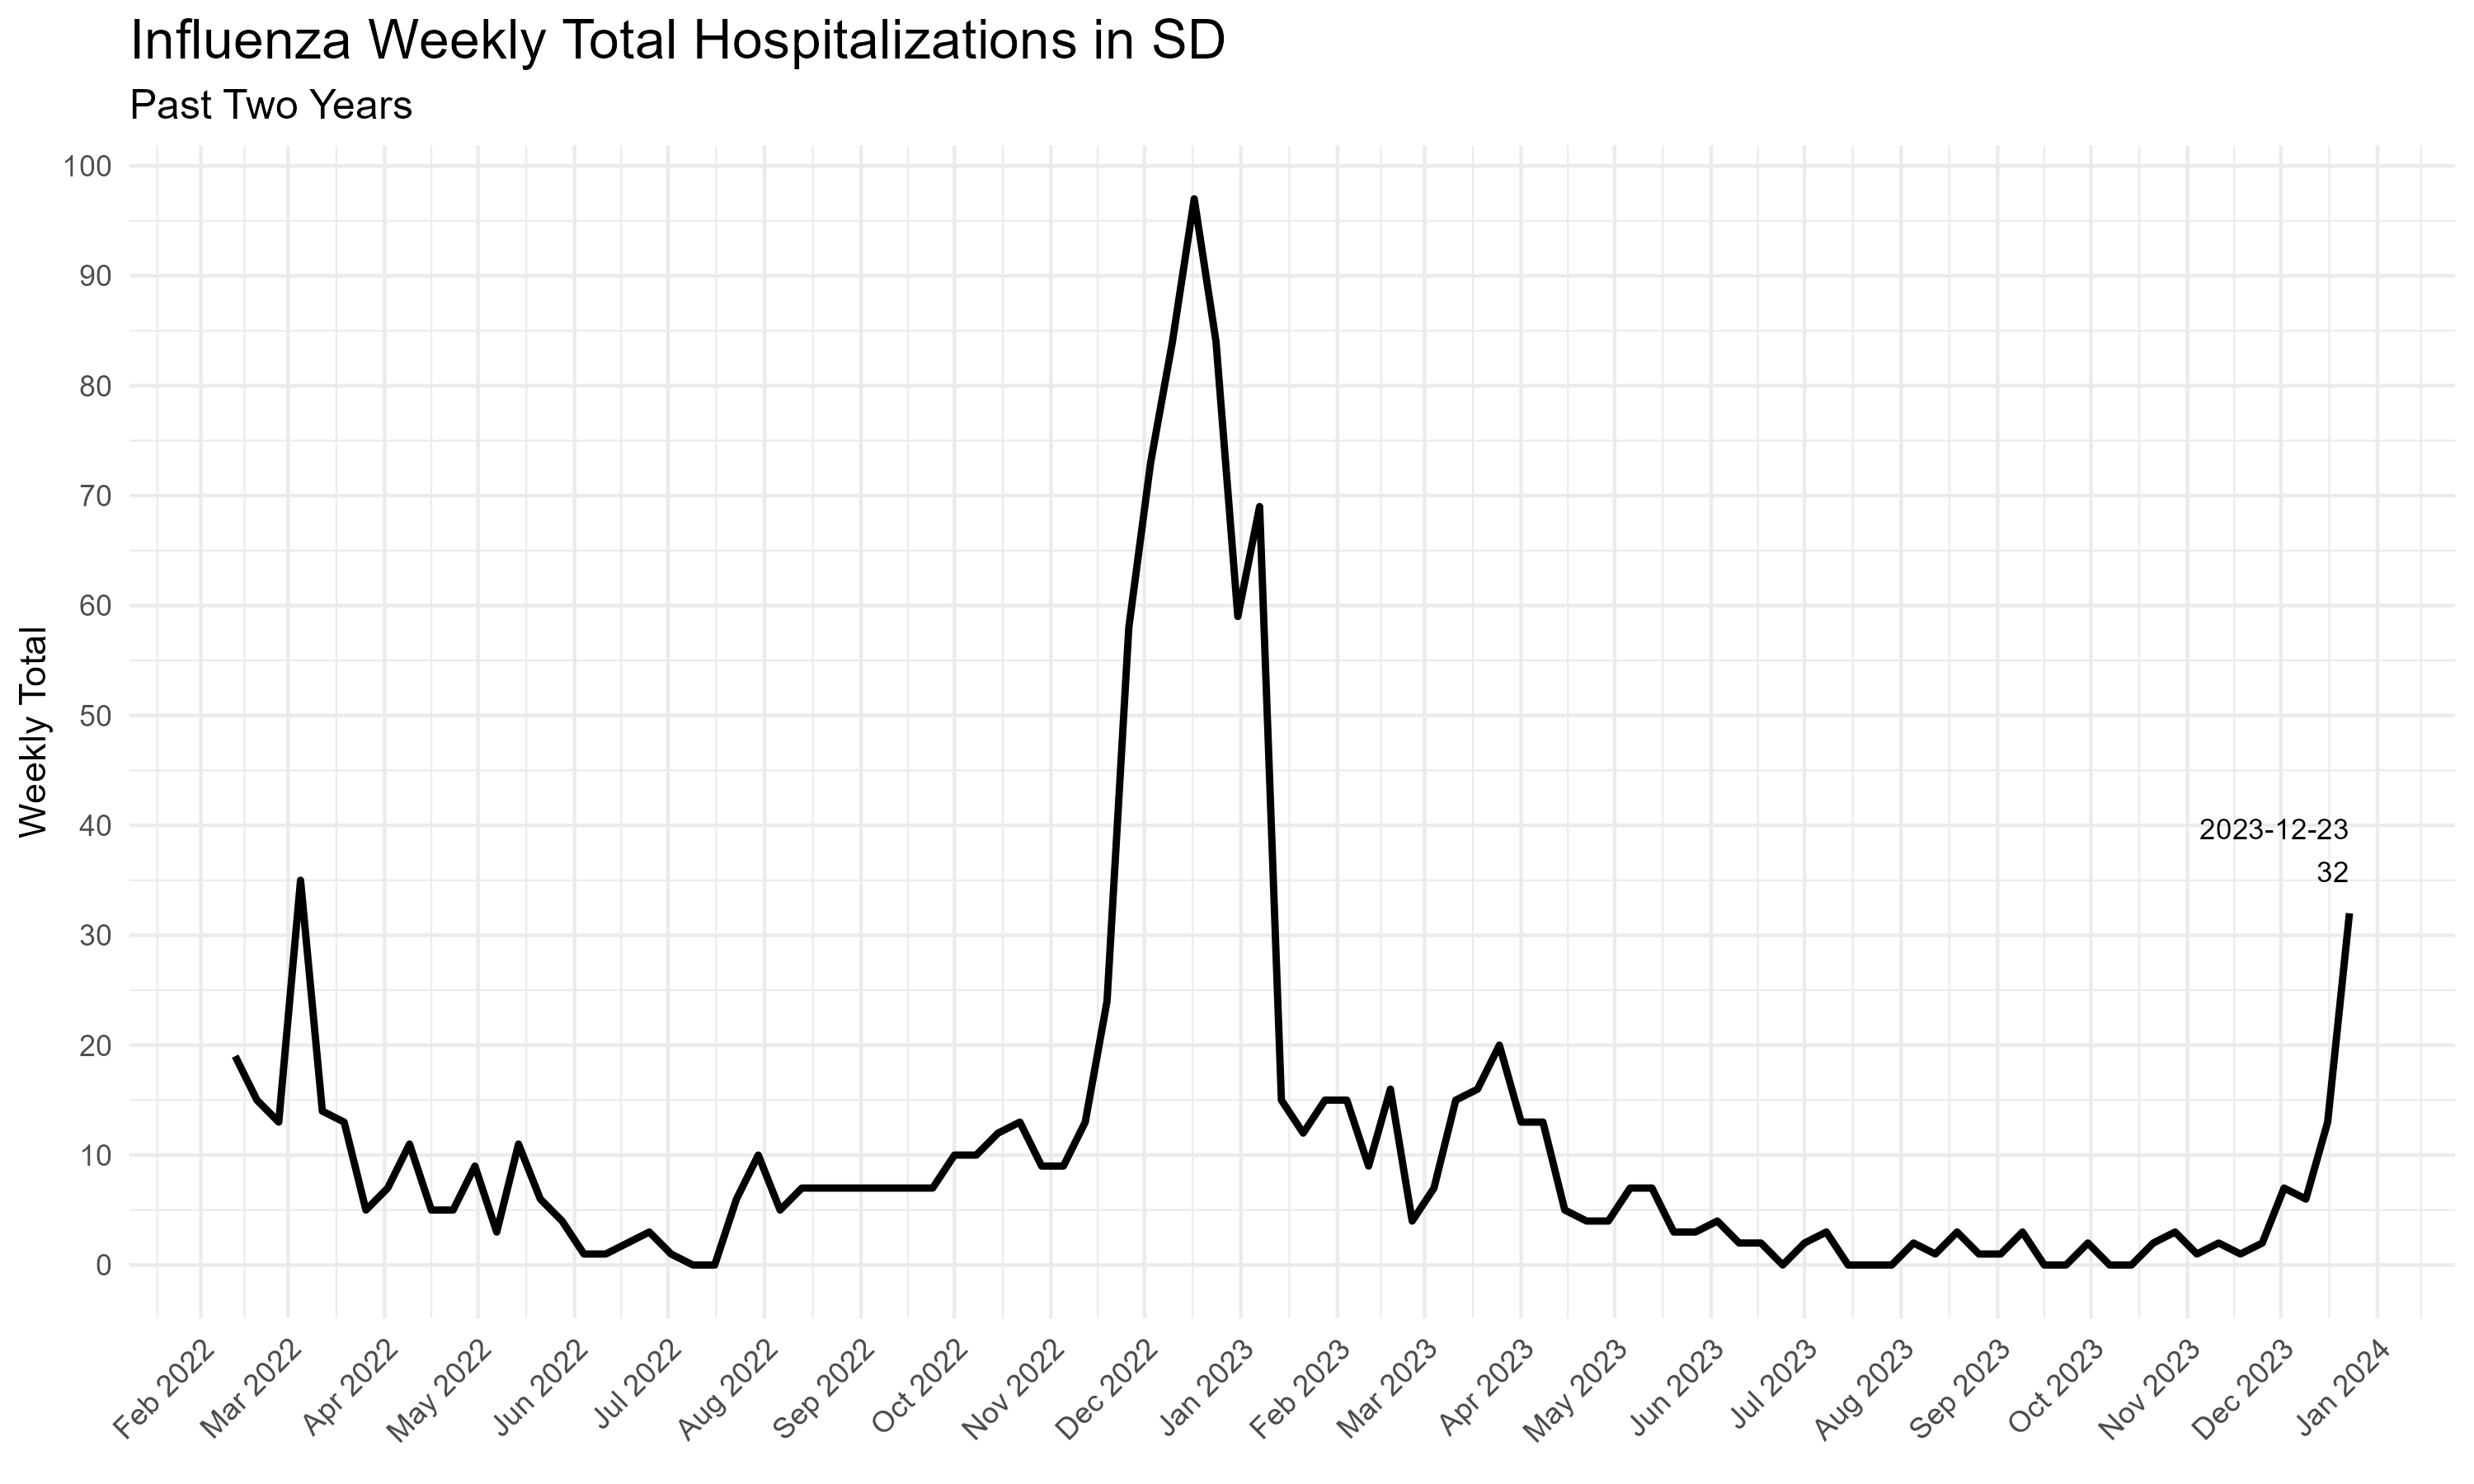 Influenza Weekly Total Hospitalizations in SD
Past Two Years
Weekly Total
100
90
80
70
60
50
40
30
20
10
0
2023-12-23
32
Feb 2022
Mar 2022
Apr 2022
May 2022
Jun 2022
Jul 2022
Aug 2022
Sep 2022
Oct 2022
Nov 2022
Dec 2022
Jan 2023
Feb 2023
Mar 2023
Apr 2023
May 2023
Jun 2023
Jul 2023
Aug 2023
Sep 2023
Oct 2023
Nov 2023
Dec 2023
Jan 2024